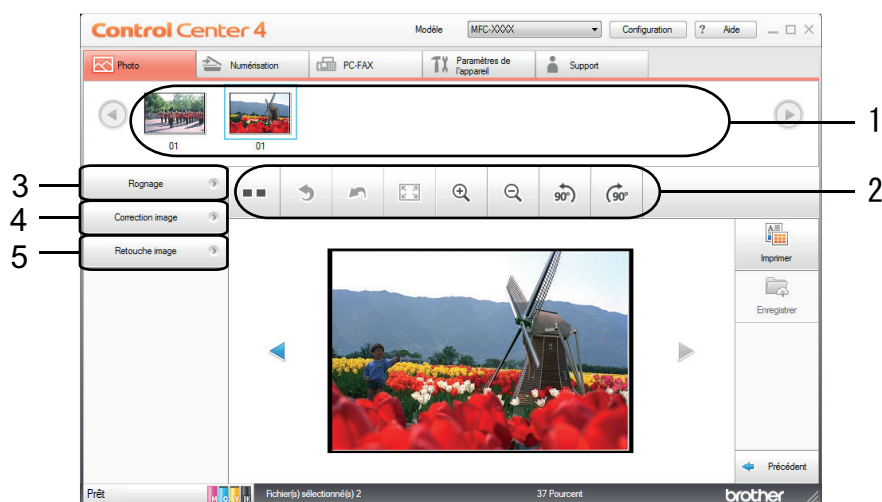 Control Center 4
Modèle
MFC-XXXX
Configuration
?
Aide
Photo
Numérisation
PC-FAX
Paramètres de
l'appareil
Support
01
01
1
3
Rognage
2
4
Correction image
90°
90°
5
Retouche image
Imprimer
Enregistrer
Précédent
Prêt
Fichier(s) sélectionné(s) 2
37 Pourcent
brother